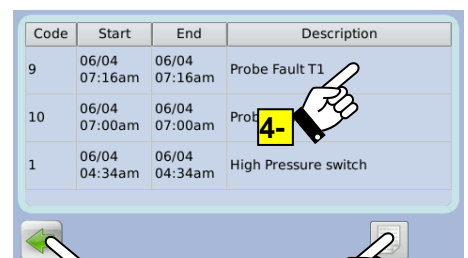 Code Start End Description
9 06/04 07:16am 06/04 07:16am Probe Fault T1
10 06/04 07:00am 06/04 07:00am
4-
1 06/04 04:34am 06/04 04:34am High Pressure switch